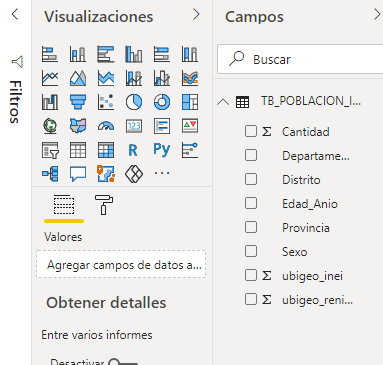 Visualizaciones
Campos
Filtros
Buscar
TB_POBLACION_I...
Σ Cantidad
Departame...
Distrito
Edad_Anio
Provincia
Sexo
Σ ubigeo_inei
Σ ubigeo_reni...
123
R
Py
...
Valores
Agregar campos de datos a...
Obtener detalles
Entre varios informes
Desactivar